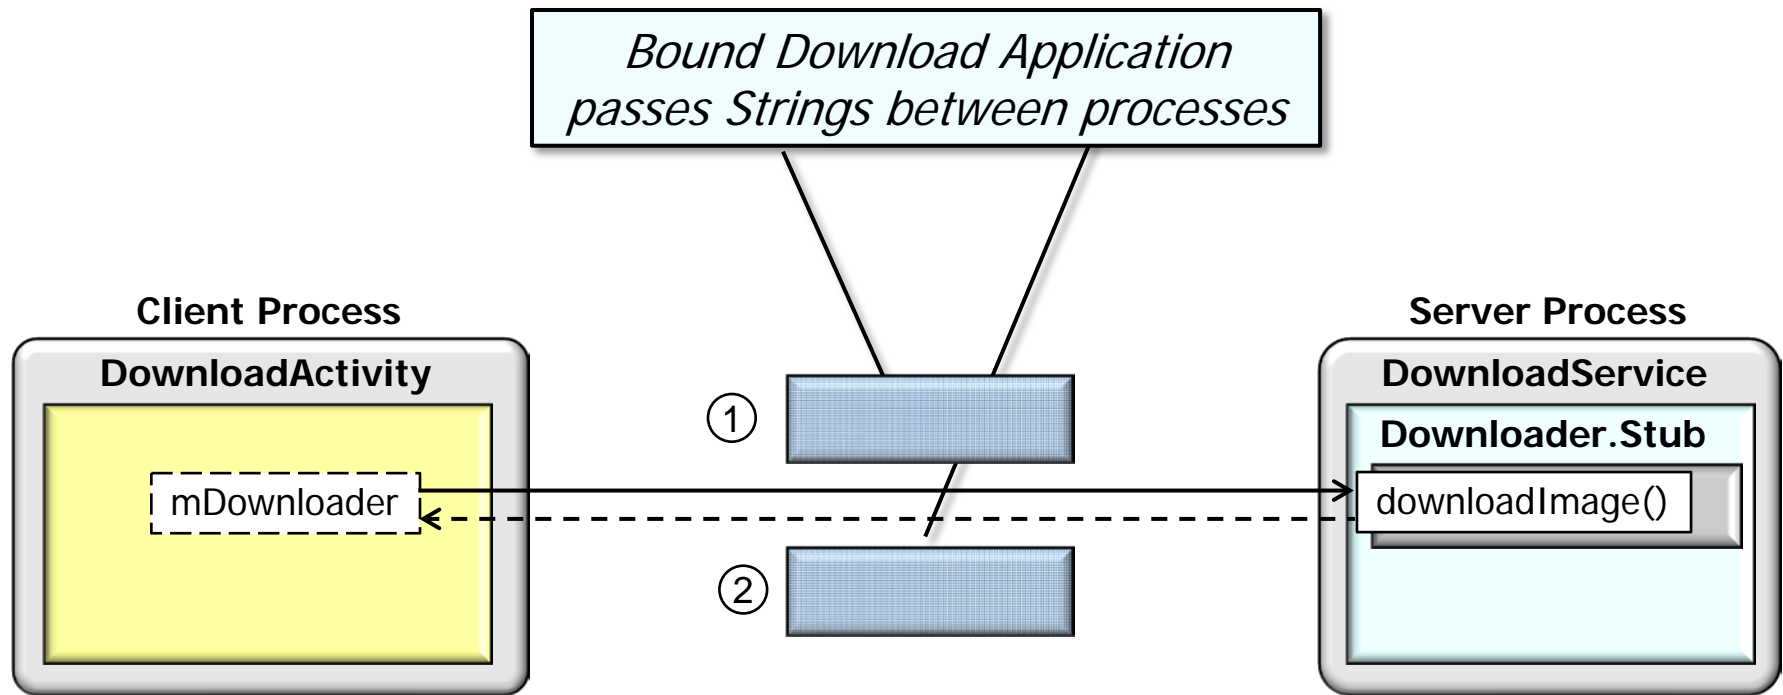 Bound Download Application
passes Strings between processes
Client Process
DownloadActivity
mDownloader
1
2
Server Process
DownloadService
Downloader.Stub
downloadImage()